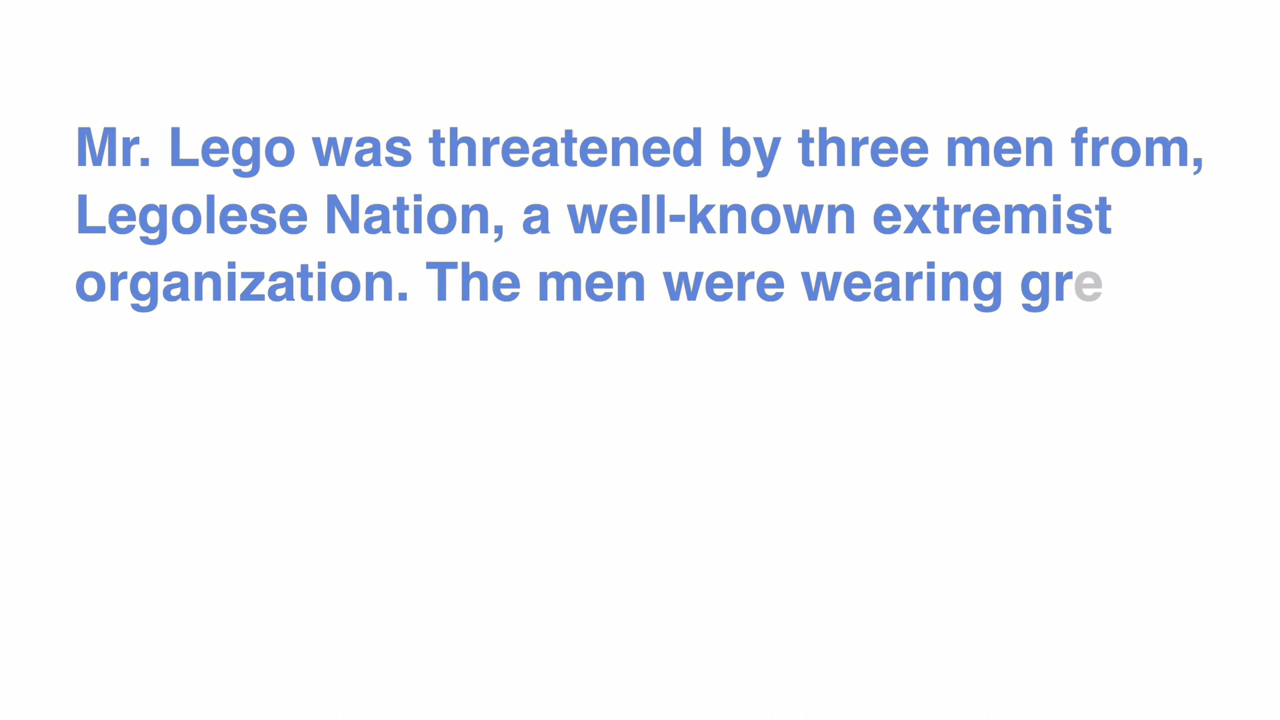 Mr. Lego was threatened by three men from,
Legolese Nation, a well-known extremist
organization. The men were wearing gre